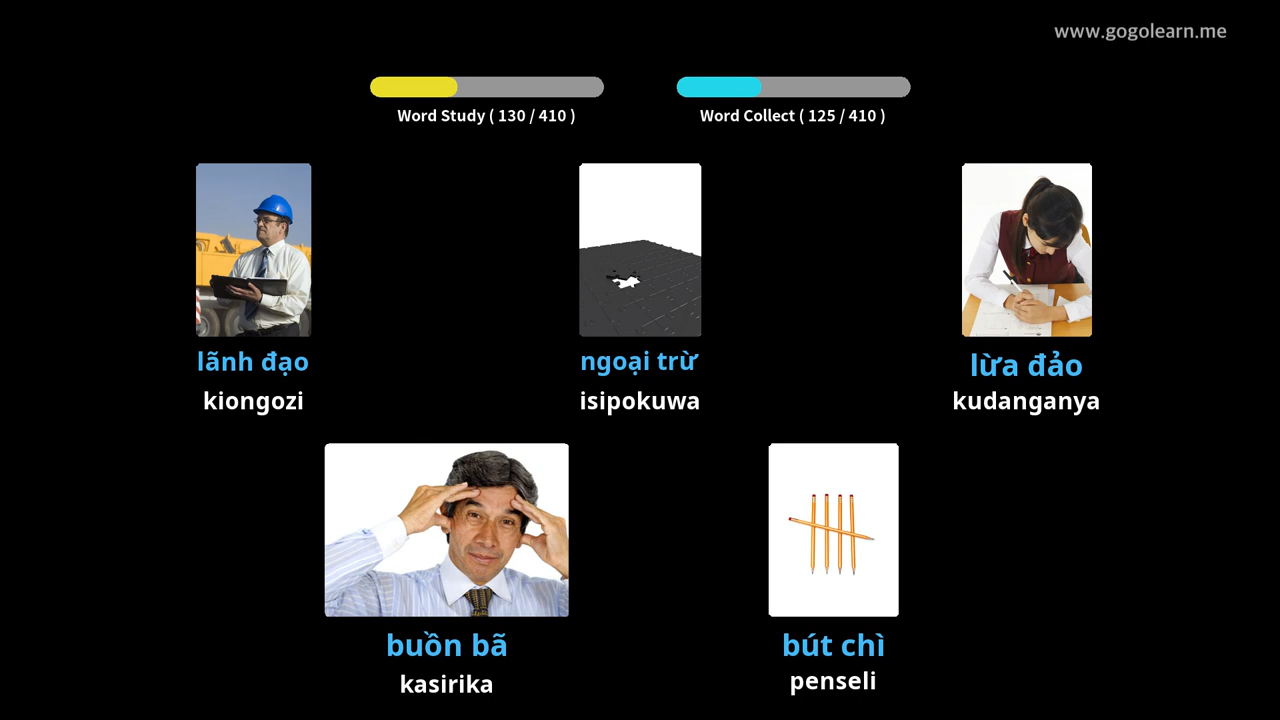 www.gogolearn.me
Word Study ( 130 / 410 )
Word Collect ( 125 / 410 )
lãnh đạo
kiongozi
ngoại trừ
isipokuwa
lừa đảo
kudanganya
buồn bã
kasirika
bút chì
penseli